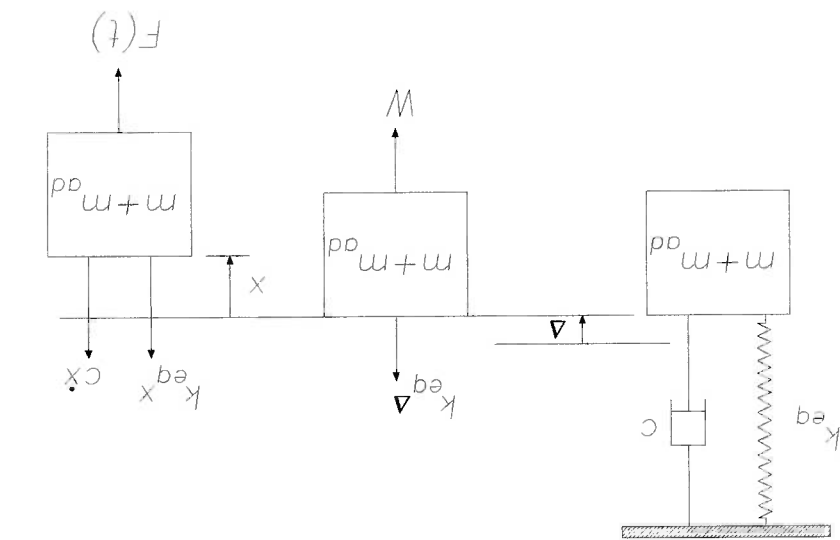 k_eq
c
k_eq Δ
k_eq x
cẋ
Δ
x
m+m_ad
m+m_ad
m+m_ad
W
F(t)